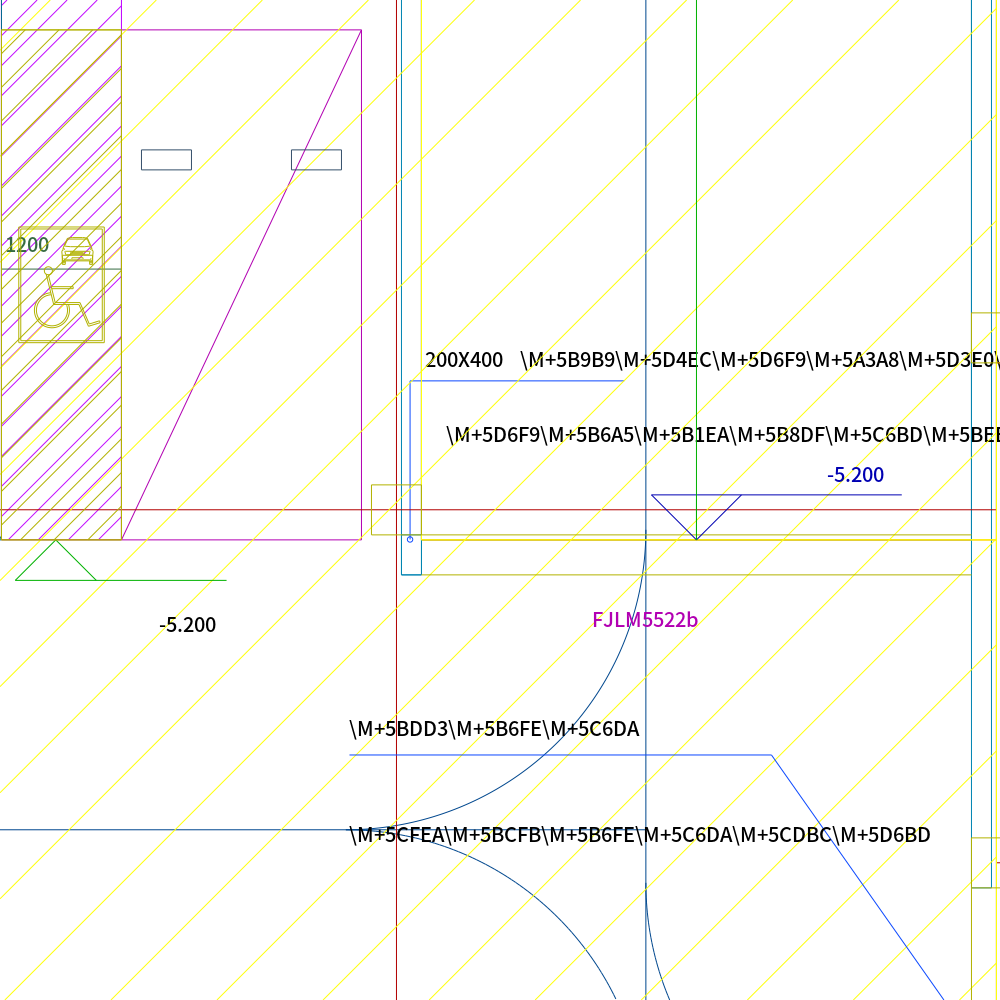 1200
200X400 \M+5B9B9\M+5D4EC\M+5D6F9\M+5A3A8\M+5D3E0\
\M+5D6F9\M+5B6A5\M+5B1EA\M+5B8DF\M+5C6BD\M+5BEE
-5.200
-5.200
FJLM5522b
\M+5BDD3\M+5B6FE\M+5C6DA
\M+5CFEA\M+5BCFB\M+5B6FE\M+5C6DA\M+5CDBC\M+5D6BD